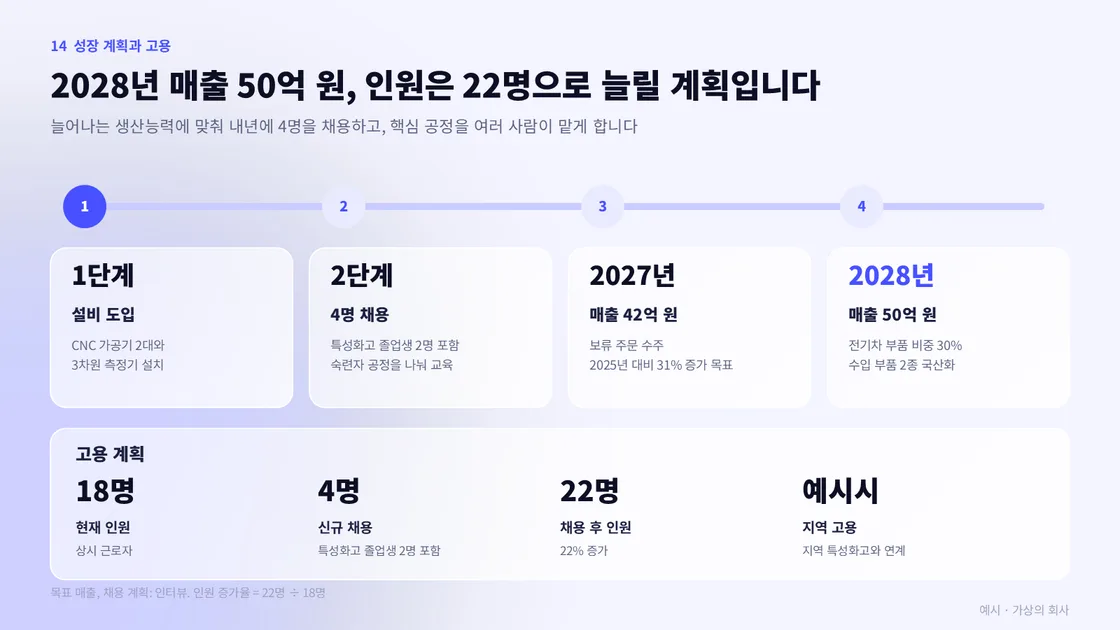 14 성장 계획과 고용
2028년 매출 50억 원, 인원은 22명으로 늘릴 계획입니다
늘어나는 생산능력에 맞춰 내년에 4명을 채용하고, 핵심 공정을 여러 사람이 맡게 합니다
1
2
3
4
1단계
설비 도입
CNC 가공기 2대와
3차원 측정기 설치
2단계
4명 채용
특성화고 졸업생 2명 포함
숙련자 공정을 나눠 교육
2027년
매출 42억 원
보류 주문 수주
2025년 대비 31% 증가 목표
2028년
매출 50억 원
전기차 부품 비중 30%
수입 부품 2종 국산화
고용 계획
18명
현재 인원
상시 근로자
4명
신규 채용
특성화고 졸업생 2명 포함
22명
채용 후 인원
22% 증가
예시시
지역 고용
지역 특성화고와 연계
목표 매출, 채용 계획: 인터뷰. 인원 증가율 = 22명 ÷ 18명
예시 · 가상의 회사